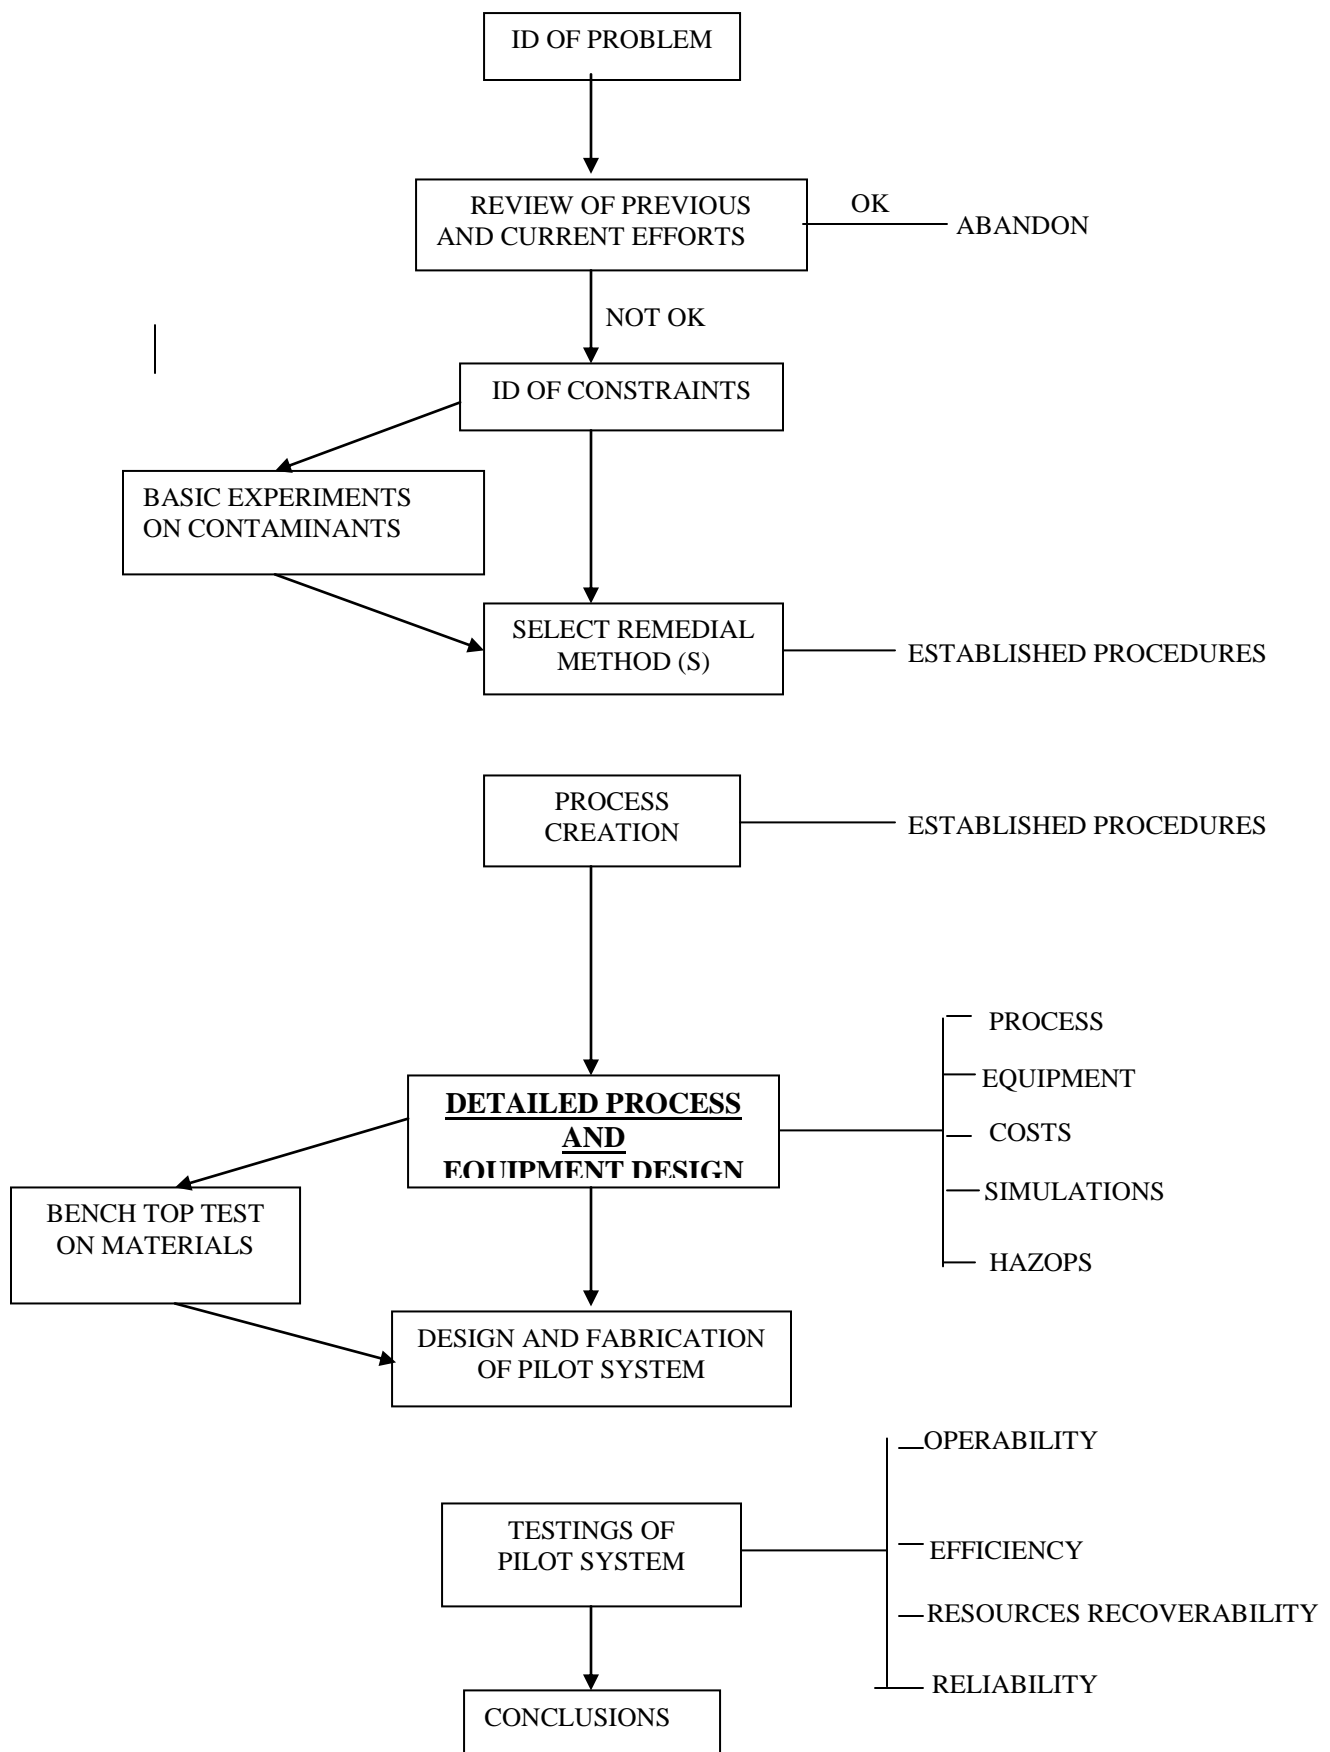 ID OF PROBLEM
REVIEW OF PREVIOUS
AND CURRENT EFFORTS
OK
ABANDON
NOT OK
ID OF CONSTRAINTS
BASIC EXPERIMENTS
ON CONTAMINANTS
SELECT REMEDIAL
METHOD (S)
ESTABLISHED PROCEDURES
PROCESS
CREATION
ESTABLISHED PROCEDURES
DETAILED PROCESS
AND
EQUIPMENT DESIGN
PROCESS
EQUIPMENT
COSTS
SIMULATIONS
HAZOPS
BENCH TOP TEST
ON MATERIALS
DESIGN AND FABRICATION
OF PILOT SYSTEM
TESTINGS OF
PILOT SYSTEM
OPERABILITY
EFFICIENCY
RESOURCES RECOVERABILITY
RELIABILITY
CONCLUSIONS